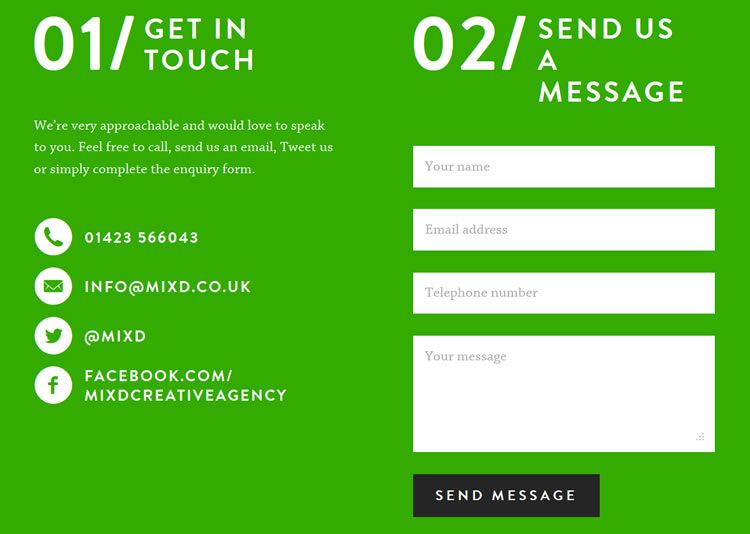 01/ GET IN
TOUCH
We're very approachable and would love to speak
to you. Feel free to call, send us an email, Tweet us
or simply complete the enquiry form.
01423 566043
INFO@MIXD.CO.UK
@MIXD
FACEBOOK.COM/
MIXDCREATIVEAGENCY
02/ SEND US
A
MESSAGE
Your name
Email address
Telephone number
Your message
SEND MESSAGE